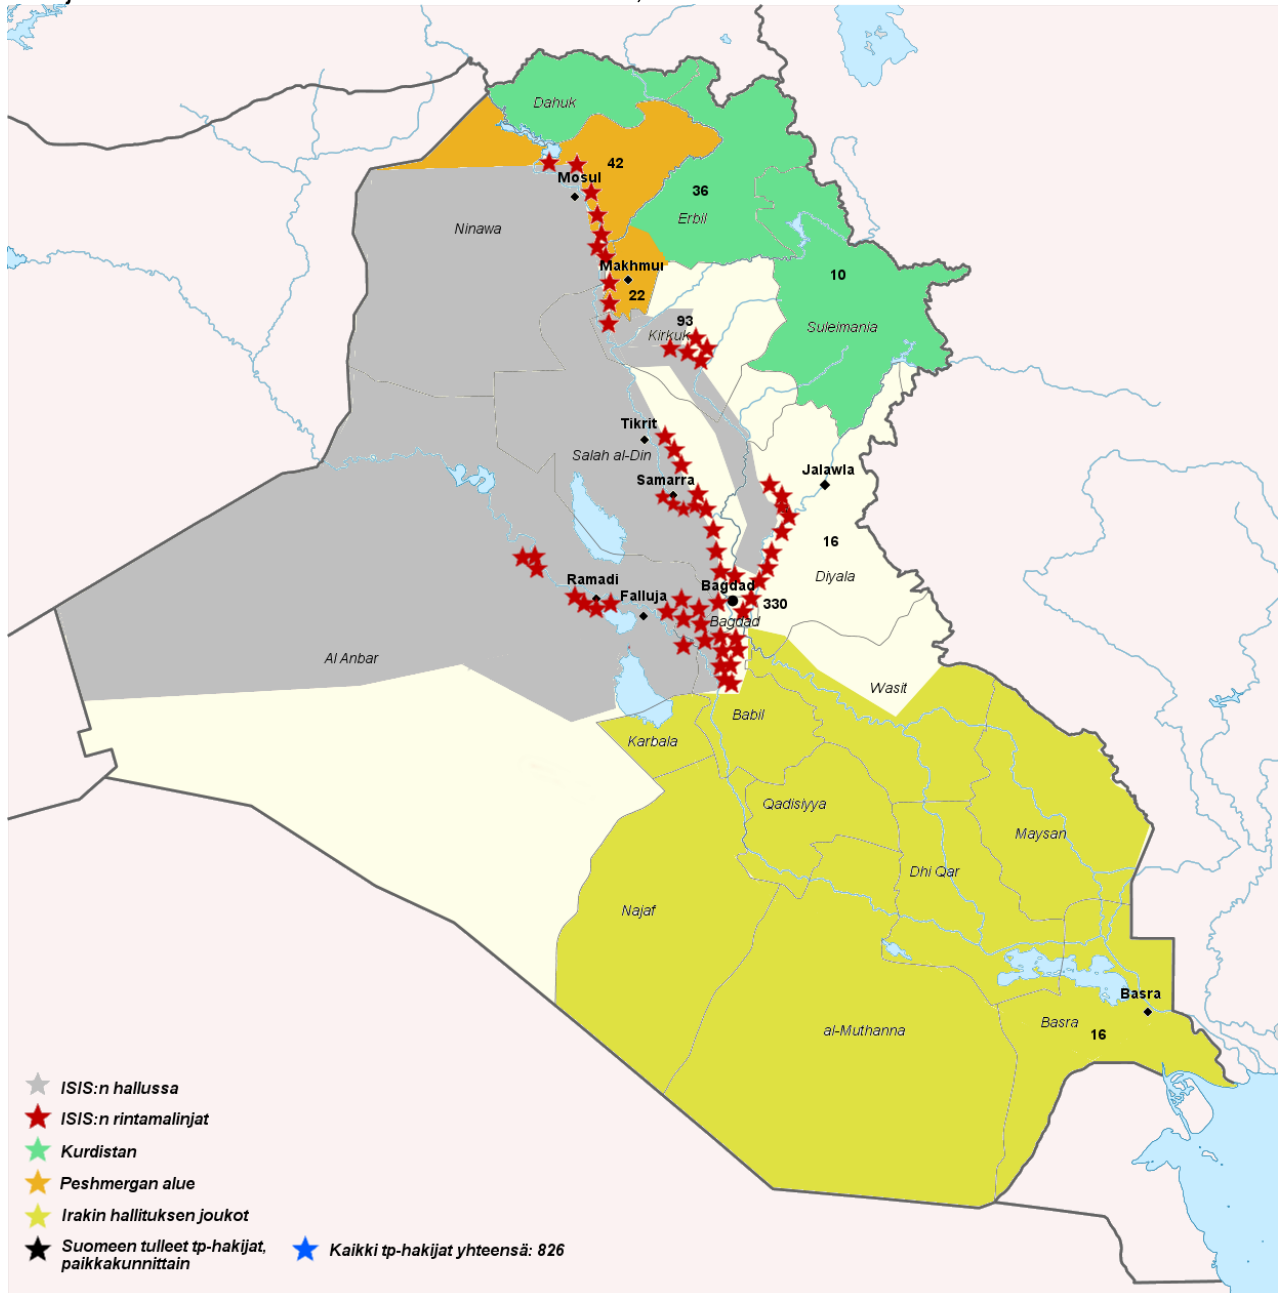 Dahuk
42
Mosul
36
Erbil
Ninawa
Makhmur
10
22
93
Kirkuk
Suleimania
Tikrit
Salah al-Din
Jalawla
Samarra
16
Diyala
Ramadi
Falluja
Bagdad
330
Bagdad
Al Anbar
Wasit
Babil
Karbala
Qadisiyya
Maysan
Dhi Qar
Najaf
Basra
al-Muthanna
Basra
16
ISIS:n hallussa
ISIS:n rintamalinjat
Kurdistan
Peshmergan alue
Irakin hallituksen joukot
Suomeen tulleet tp-hakijat,
paikkakunnittain
Kaikki tp-hakijat yhteensä: 826